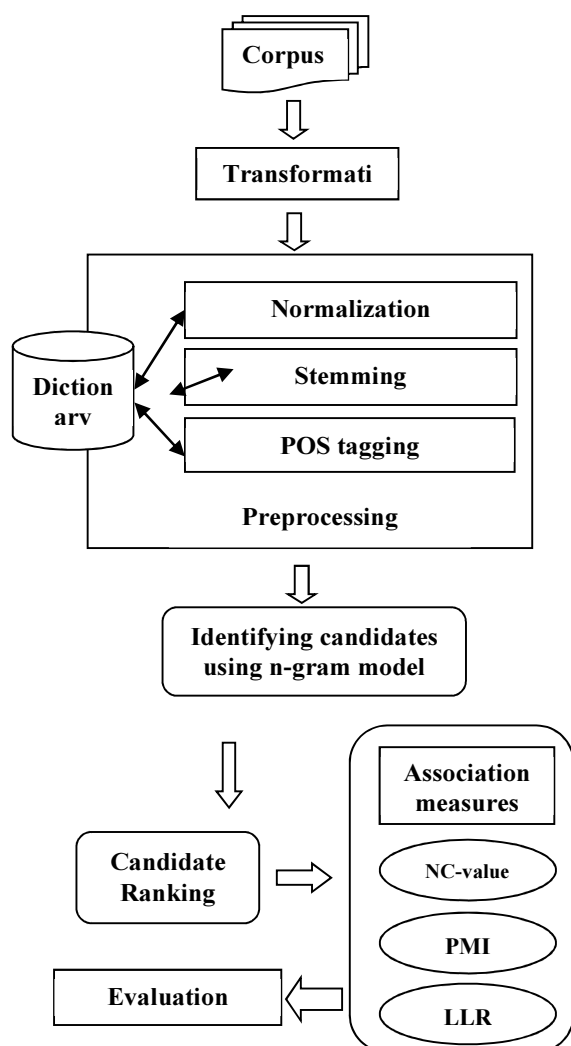 Corpus
Transformati
Normalization
Diction
arv
Stemming
POS tagging
Preprocessing
Identifying candidates
using n-gram model
Association
measures
Candidate
Ranking
NC-value
PMI
Evaluation
LLR